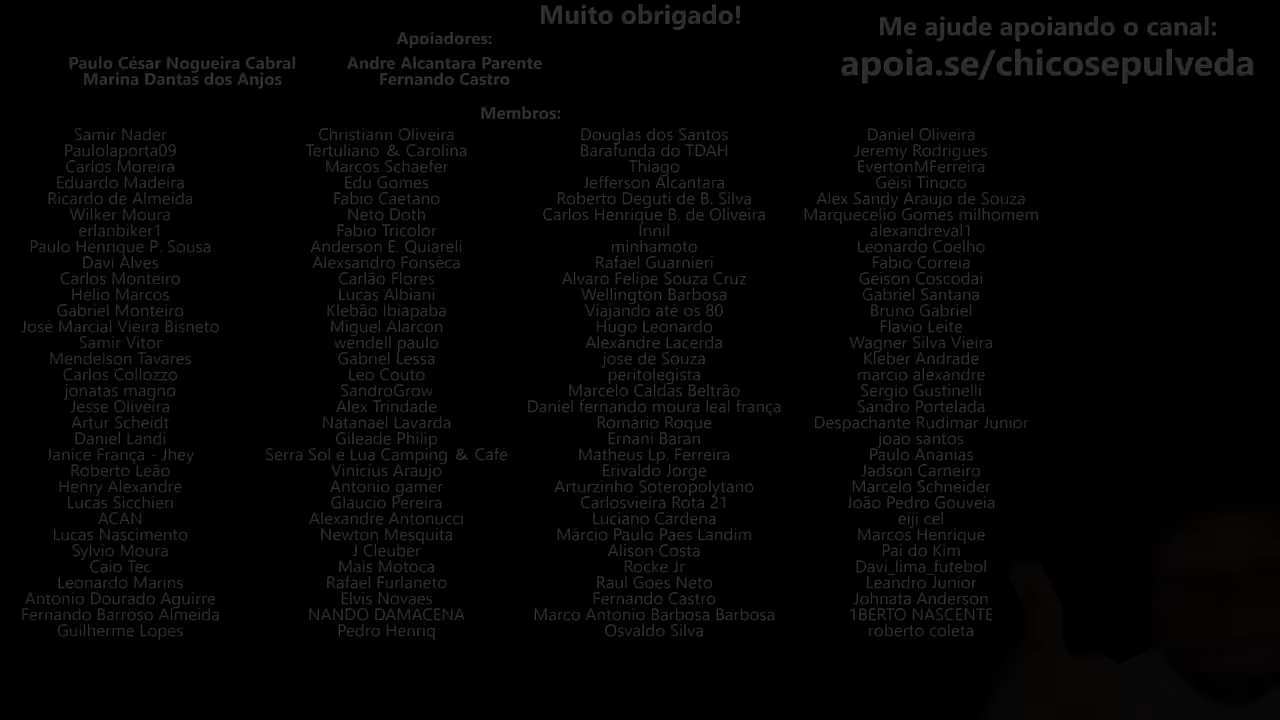 Muito obrigado!
Me ajude apoiando o canal:
apoia.se/chicosepulveda
Apoiadores:
Paulo César Nogueira Cabral
Marina Dantas dos Anjos
Andre Alcantara Parente
Fernando Castro
Membros:
Samir Nader
Paulolaporta09
Carlos Moreira
Eduardo Madeira
Ricardo de Almeida
Wilker Moura
erlanbiker1
Paulo Henrique P. Sousa
Davi Alves
Carlos Monteiro
Hélio Marcos
Gabriel Monteiro
José Marcial Vieira Bisneto
Samir Vitor
Mendelson Tavares
Carlos Collozzo
jonatas magno
Jesse Oliveira
Artur Scheidt
Daniel Landi
Janice França - Jhey
Roberto Leão
Henry Alexandre
Lucas Sicchieri
ACAN
Lucas Nascimento
Sylvio Moura
Caio Tec
Leonardo Marins
Antonio Dourado Aguirre
Fernando Barroso Almeida
Guilherme Lopes
Christiann Oliveira
Tertuliano & Carolina
Marcos Schaefer
Edu Gomes
Fabio Caetano
Neto Doth
Fabio Tricolor
Anderson E. Quiareli
Alexsandro Fonsêca
Carlão Flores
Lucas Albiani
Klebão Ibiapaba
Miguel Alarcon
wendell paulo
Gabriel Lessa
Leo Couto
SandroGrow
Alex Trindade
Natanael Lavarda
Gileade Philip
Serra Sol e Lua Camping & Café
Vinicius Araujo
Antonio gamer
Glaucio Pereira
Alexandre Antonucci
Newton Mesquita
J Cleuber
Mais Motoca
Rafael Furlaneto
Elvis Novaes
NANDO DAMACENA
Pedro Henriq
Douglas dos Santos
Barafunda do TDAH
Thiago
Jefferson Alcantara
Roberto Deguti de B. Silva
Carlos Henrique B. de Oliveira
Innil
minhamoto
Rafael Guarnieri
Alvaro Felipe Souza Cruz
Wellington Barbosa
Viajando até os 80
Hugo Leonardo
Alexandre Lacerda
jose de Souza
peritolegista
Marcelo Caldas Beltrão
Daniel fernando moura leal frança
Romário Roque
Ernani Baran
Matheus Lp. Ferreira
Erivaldo Jorge
Arturzinho Soteropolytano
Carlosvieira Rota 21
Luciano Cardena
Márcio Paulo Paes Landim
Alison Costa
Rocke Jr
Raul Goes Neto
Fernando Castro
Marco Antonio Barbosa Barbosa
Osvaldo Silva
Daniel Oliveira
Jeremy Rodrigues
EvertonMFerreira
Geisi Tinoco
Alex Sandy Araujo de Souza
Marquecelio Gomes milhomem
alexandreval1
Leonardo Coelho
Fabio Correia
Geison Coscodai
Gabriel Santana
Bruno Gabriel
Flavio Leite
Wagner Silva Vieira
Kleber Andrade
marcio alexandre
Sergio Gustinelli
Sandro Portelada
Despachante Rudimar Junior
joao santos
Paulo Ananias
Jadson Carneiro
Marcelo Schneider
João Pedro Gouveia
eiji cel
Marcos Henrique
Pai do Kim
Davi_lima_futebol
Leandro Junior
Johnata Anderson
1BERTO NASCENTE
roberto coleta